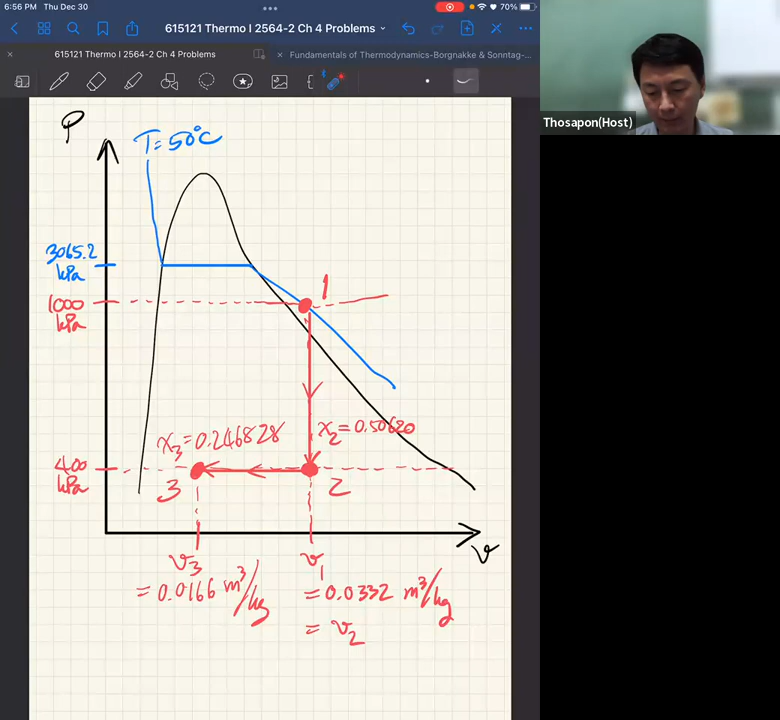 6:56 PM Thu Dec 30
70%
615121 Thermo I 2564-2 Ch 4 Problems
615121 Thermo I 2564-2 Ch 4 Problems
Fundamentals of Thermodynamics-Borgnakke & Sonntag-...
Thosapon(Host)
P
T=50°C
3065.2
kPa
1
1000
kPa
x₃=0.246828
x₂=0.50620
400
kPa
3
2
v
v₃
= 0.0166 m³/kg
v₁
= 0.0332 m³/kg
= v₂